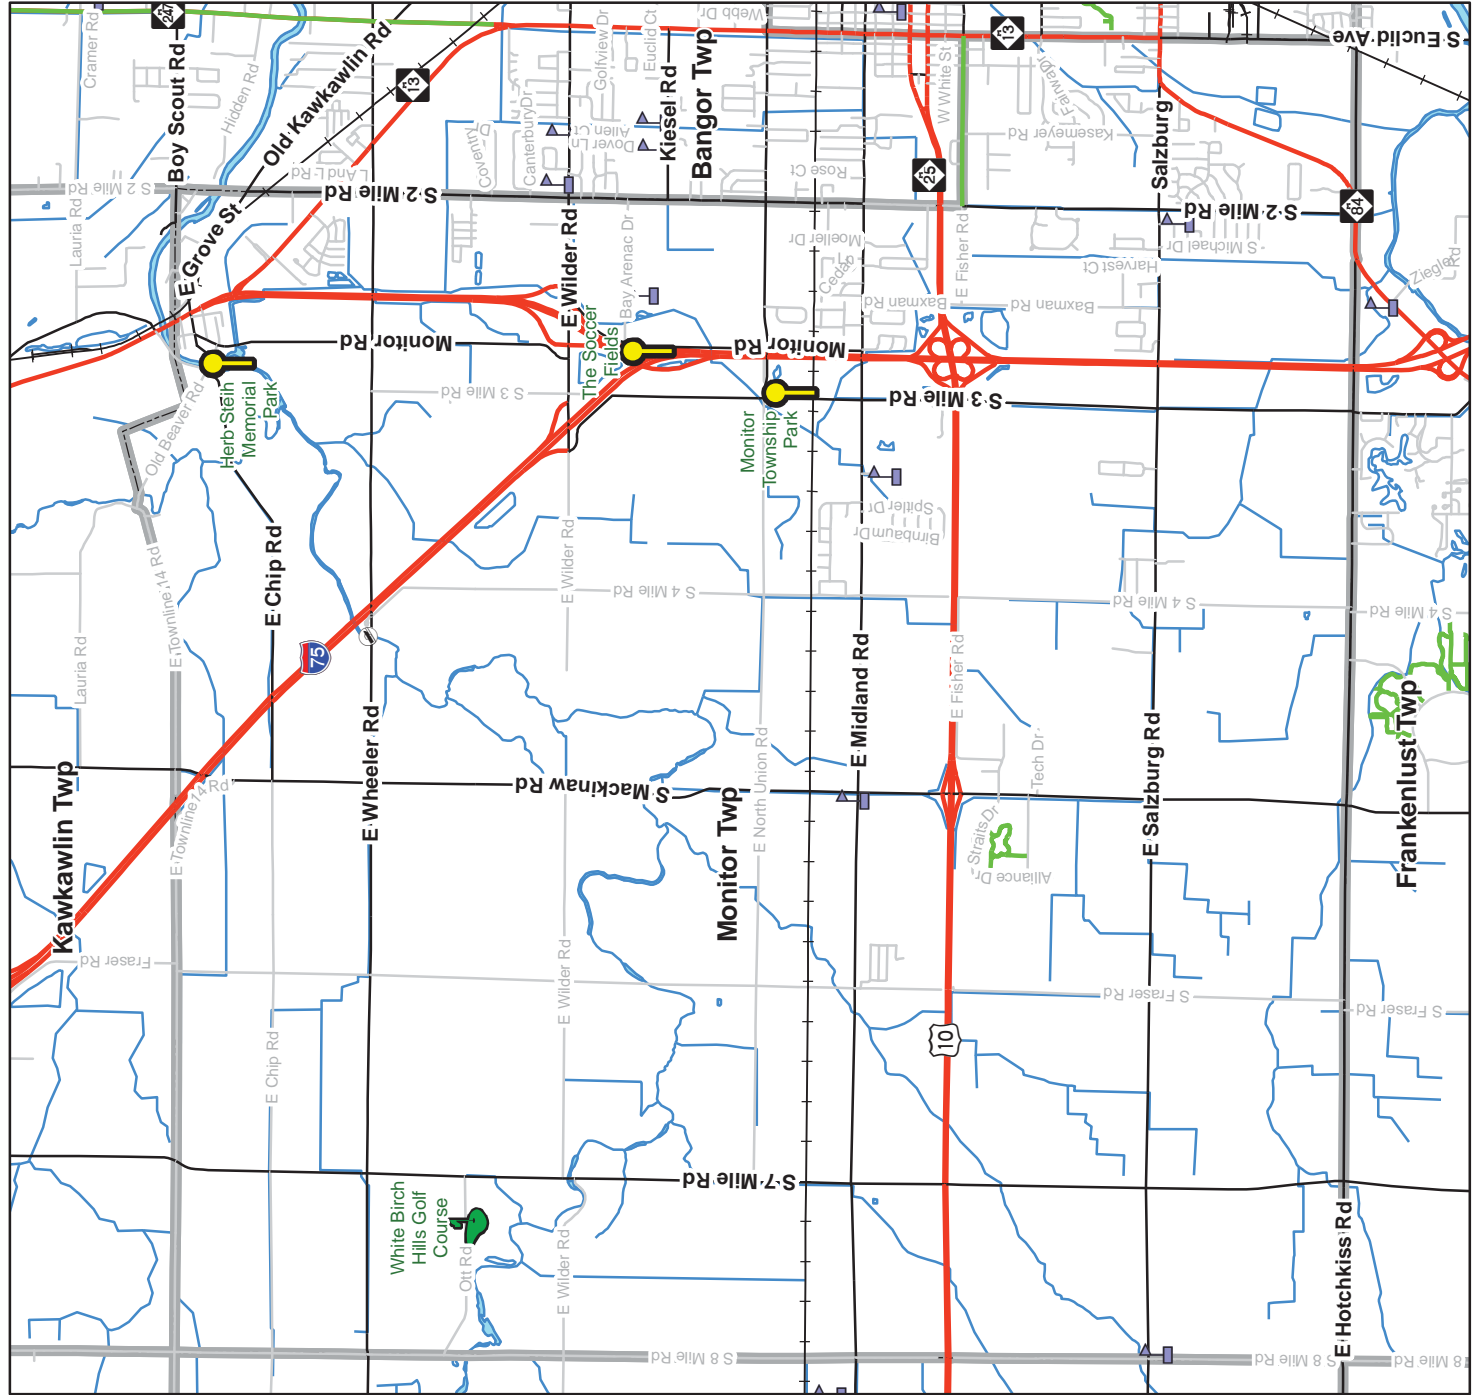 Cramer Rd
247
Boy Scout Rd
Hidden Rd
Old Kawkawlin Rd
M
13
Golfview Dr
Euclid Ct
Webb Dr
Bangor Twp
Kiesel Rd
W White St
M
13
Fairway Dr
Kasemeyer Rd
Salzburg
S Euclid Ave
S 2 Mile Rd
L And L Rd
S 2 Mile Rd
Coventry D
Canterbury Dr
Allen Ct
Dover Ln
Rose Ct
M
25
S 2 Mile Rd
M
84
Lauria Rd
E Grove St
E Wilder Rd
Bay Arenac Dr
Moeller Dr
Cedar
E Fisher Rd
Harvest Ct
S Michael Dr
Ziegler Rd
Baxman Rd
Baxman Rd
Monitor Rd
The Soccer
Fields
Monitor Rd
S 3 Mile Rd
S 3 Mile Rd
Old Beaver Rd
Herb Steih
Memorial
Park
Monitor
Township
Park
Spitler Dr
Birnbaum Dr
E Townline 14 Rd
E Chip Rd
E Wilder Rd
S 4 Mile Rd
S 4 Mile Rd
S 4 Mile Rd
Lauria Rd
75
E Wheeler Rd
E North Union Rd
E Midland Rd
E Fisher Rd
E Salzburg Rd
Frankenlust Twp
Kawkawlin Twp
E Townline 14 Rd
S Mackinaw Rd
Monitor Twp
Straits Dr
Tech Dr
Alliance Dr
Fraser Rd
E Wilder Rd
S Fraser Rd
S Fraser Rd
E Chip Rd
10
S 7 Mile Rd
White Birch
Hills Golf
Course
Ott Rd
E Wilder Rd
E Hotchkiss Rd
S 8 Mile Rd
S 8 Mile Rd
8 Mile Rd